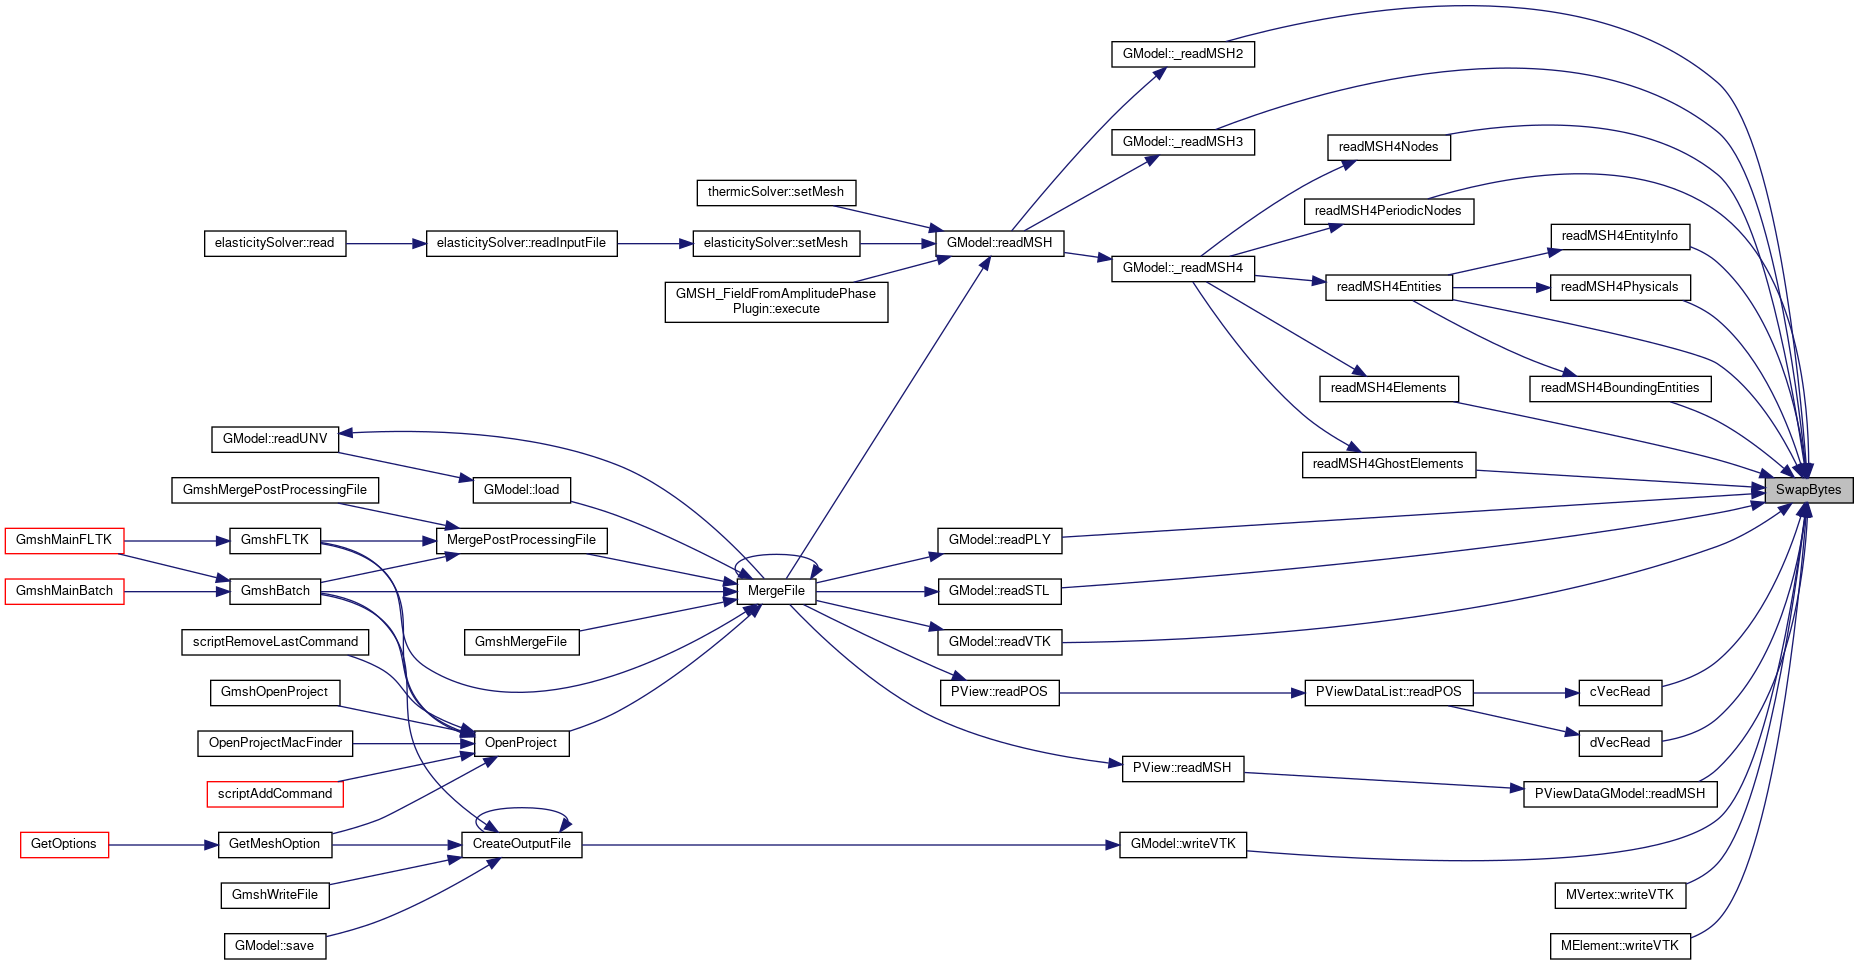 GModel::_readMSH2
GModel::_readMSH3
readMSH4Nodes
thermicSolver::setMesh
readMSH4PeriodicNodes
elasticitySolver::read
elasticitySolver::readInputFile
elasticitySolver::setMesh
GModel::readMSH
readMSH4EntityInfo
GModel::_readMSH4
readMSH4Entities
readMSH4Physicals
GMSH_FieldFromAmplitudePhase
Plugin::execute
readMSH4Elements
readMSH4BoundingEntities
GModel::readUNV
readMSH4GhostElements
GmshMergePostProcessingFile
GModel::load
SwapBytes
GmshMainFLTK
GmshFLTK
MergePostProcessingFile
GModel::readPLY
GmshMainBatch
GmshBatch
MergeFile
GModel::readSTL
scriptRemoveLastCommand
GmshMergeFile
GModel::readVTK
GmshOpenProject
PView::readPOS
PViewDataList::readPOS
cVecRead
OpenProjectMacFinder
OpenProject
dVecRead
PView::readMSH
scriptAddCommand
PViewDataGModel::readMSH
GetOptions
GetMeshOption
CreateOutputFile
GModel::writeVTK
GmshWriteFile
MVertex::writeVTK
GModel::save
MElement::writeVTK